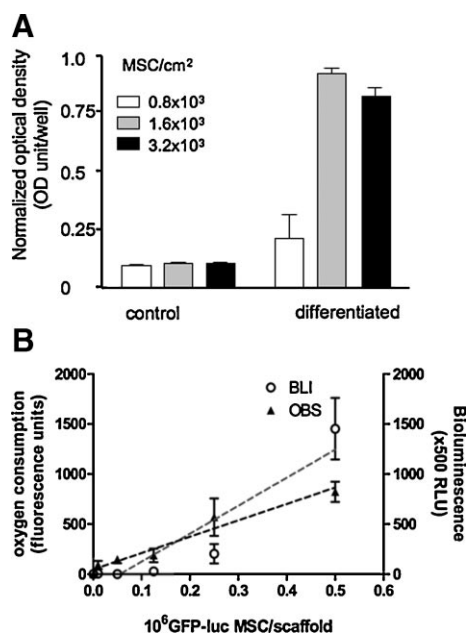 A
Normalized optical density
(OD unit/well)
1.00
0.75
0.5
0.25
0
MSC/cm²
0.8x10³
1.6x10³
3.2x10³
control
differentiated
B
oxygen consumption
(fluorescence units)
2000
1500
1000
500
0
BLI
OBS
2000
1500
1000
500
0
Bioluminescence
(x500 RLU)
0.0 0.1 0.2 0.3 0.4 0.5 0.6
10⁶GFP-luc MSC/scaffold